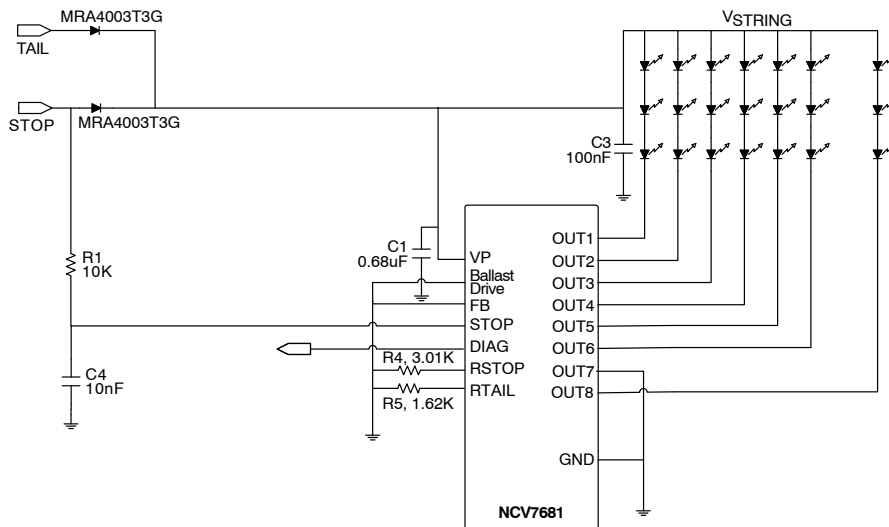 MRA4003T3G
TAIL
VSTRING
STOP
MRA4003T3G
C3
100nF
R1
10K
C1
0.68uF
VP
Ballast
Drive
FB
STOP
DIAG
R4, 3.01K
RSTOP
R5, 1.62K
RTAIL
OUT1
OUT2
OUT3
OUT4
OUT5
OUT6
OUT7
OUT8
C4
10nF
GND
NCV7681